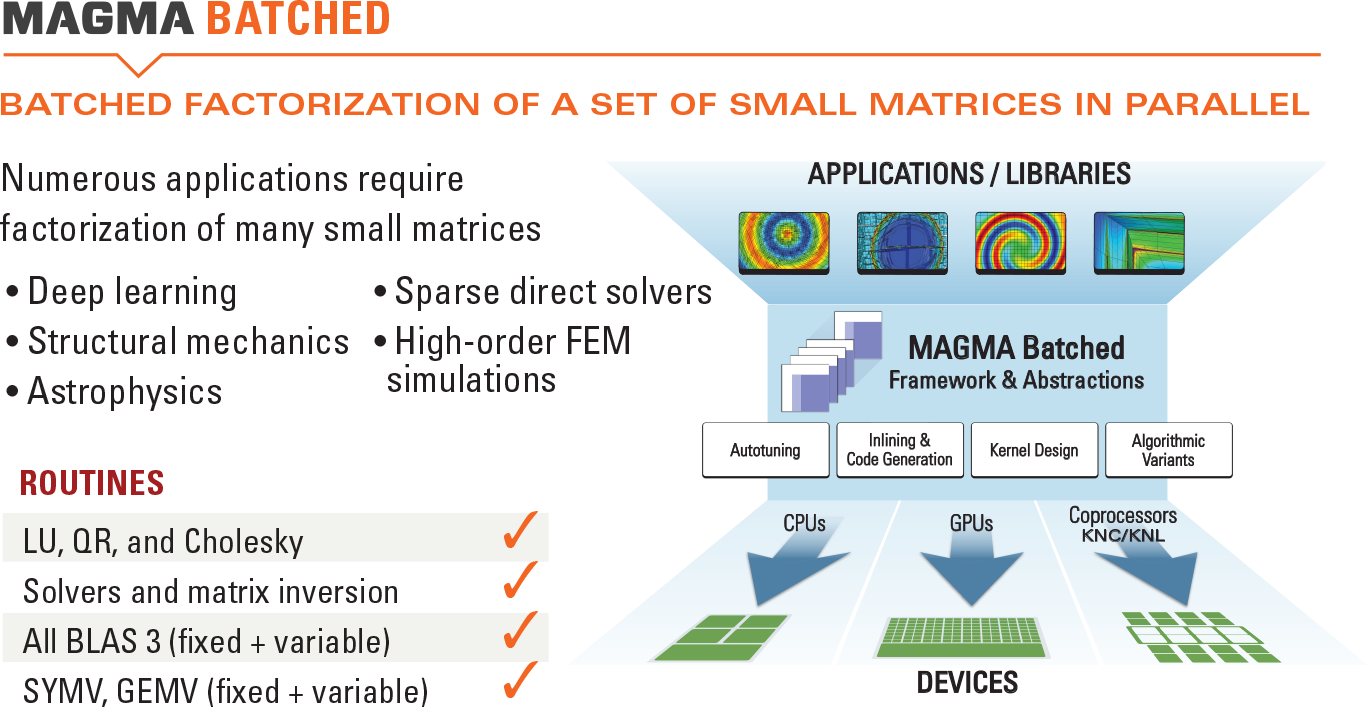 MAGMA BATCHED
BATCHED FACTORIZATION OF A SET OF SMALL MATRICES IN PARALLEL
Numerous applications require
factorization of many small matrices
• Deep learning
• Structural mechanics
• Astrophysics
• Sparse direct solvers
• High-order FEM
simulations
ROUTINES
LU, QR, and Cholesky ✓
Solvers and matrix inversion ✓
All BLAS 3 (fixed + variable) ✓
SYMV, GEMV (fixed + variable) ✓
APPLICATIONS / LIBRARIES
MAGMA Batched
Framework & Abstractions
Autotuning
Inlining &
Code Generation
Kernel Design
Algorithmic
Variants
CPUs
GPUs
Coprocessors
KNC/KNL
DEVICES